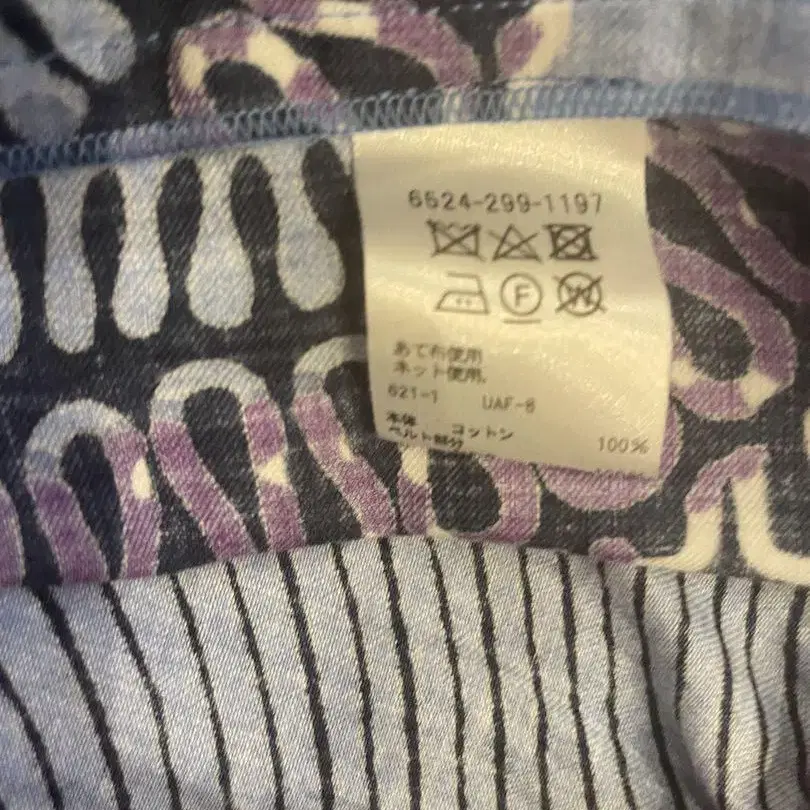 6524-299-1197
F W
あて布使用
ネット使用,
621-1 UAF-8
本体 コットン 100%
ベルト部分